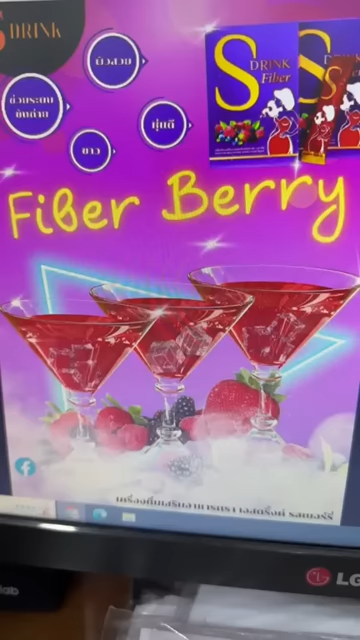 S DRINK
ผิวสวย
ช่วยระบบ
ขับถ่าย
หุ่นดี
ขาว
S DRINK
Fiber
S DRINK
Fiber Berry
LG